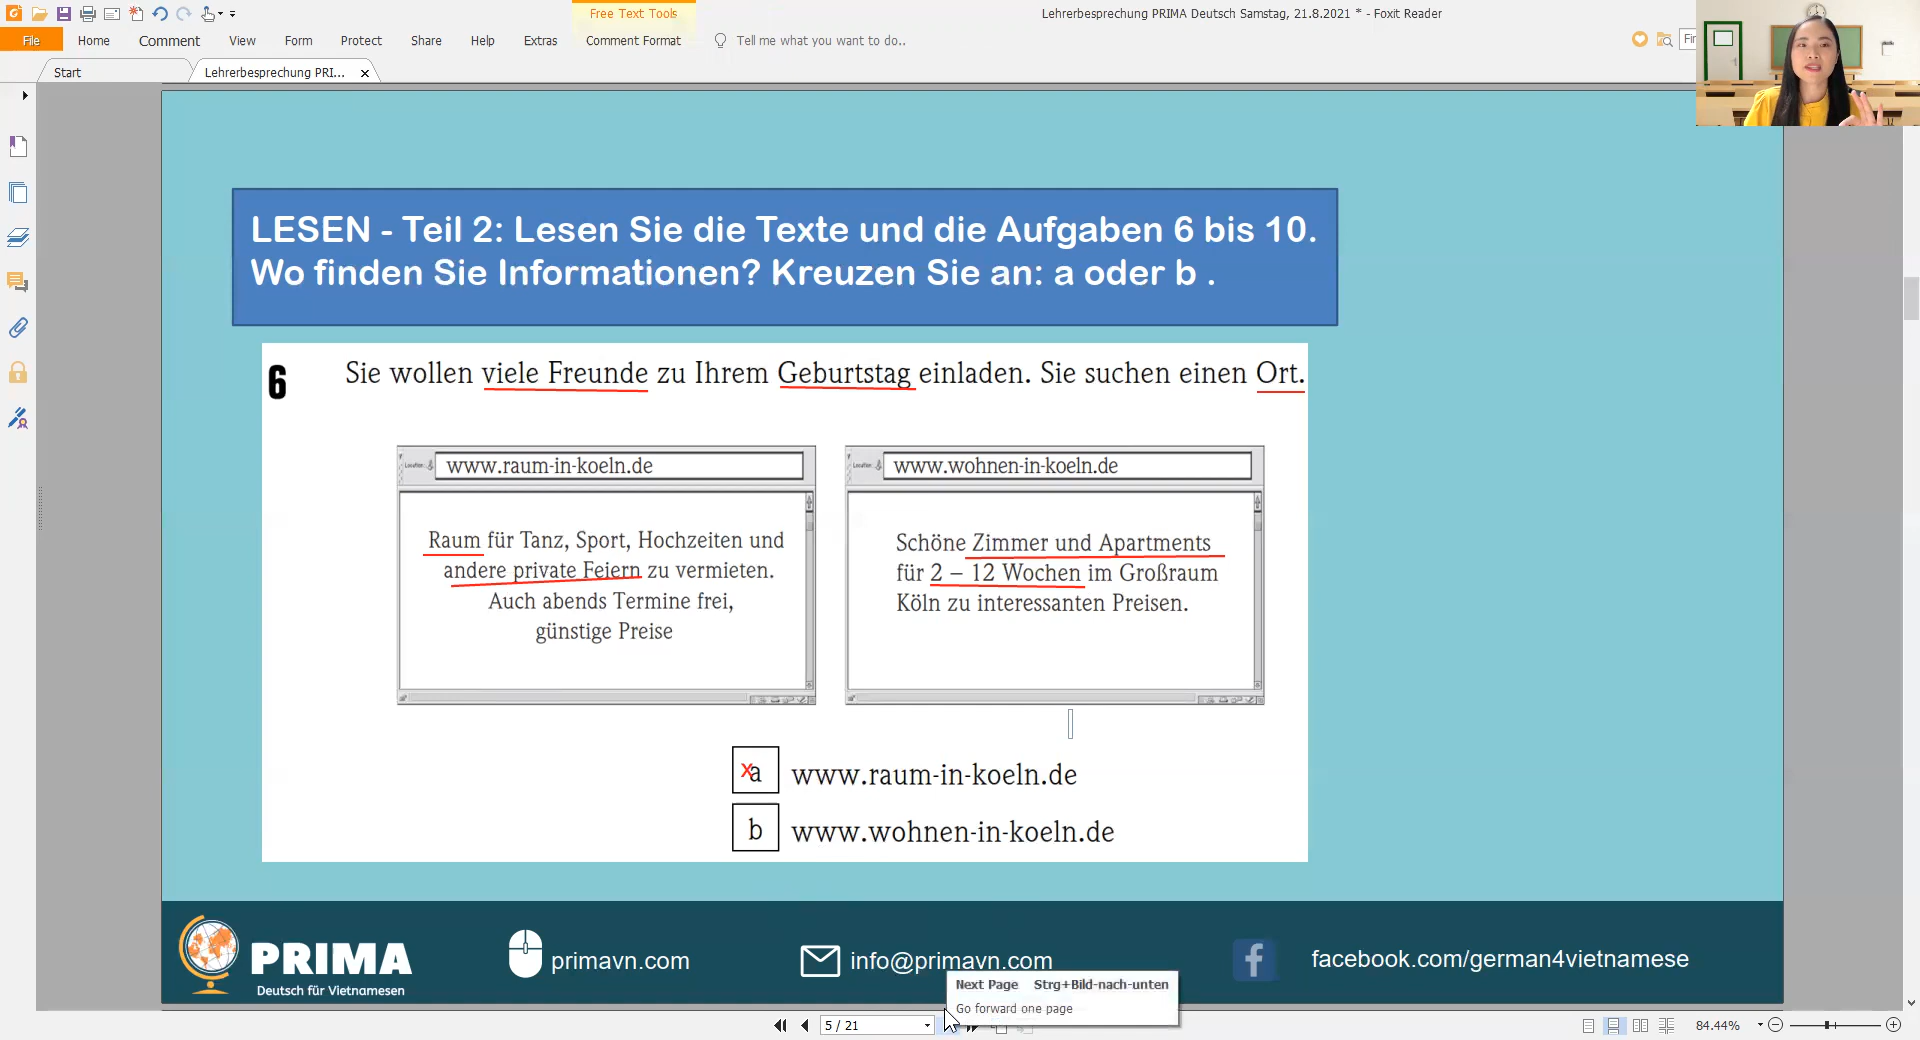 Free Text Tools
Lehrerbesprechung PRIMA Deutsch Samstag, 21.8.2021 * - Foxit Reader
File Home Comment View Form Protect Share Help Extras Comment Format Tell me what you want to do..
Start
Lehrerbesprechung PRI...
LESEN - Teil 2: Lesen Sie die Texte und die Aufgaben 6 bis 10.
Wo finden Sie Informationen? Kreuzen Sie an: a oder b .
6 Sie wollen viele Freunde zu Ihrem Geburtstag einladen. Sie suchen einen Ort.
Location: www.raum-in-koeln.de
Raum für Tanz, Sport, Hochzeiten und
andere private Feiern zu vermieten.
Auch abends Termine frei,
günstige Preise
Location: www.wohnen-in-koeln.de
Schöne Zimmer und Apartments
für 2 – 12 Wochen im Großraum
Köln zu interessanten Preisen.
x a www.raum-in-koeln.de
b www.wohnen-in-koeln.de
PRIMA
Deutsch für Vietnamesen
primavn.com
info@primavn.com
facebook.com/german4vietnamese
Next Page Strg+Bild-nach-unten
Go forward one page
5 / 21
84.44%